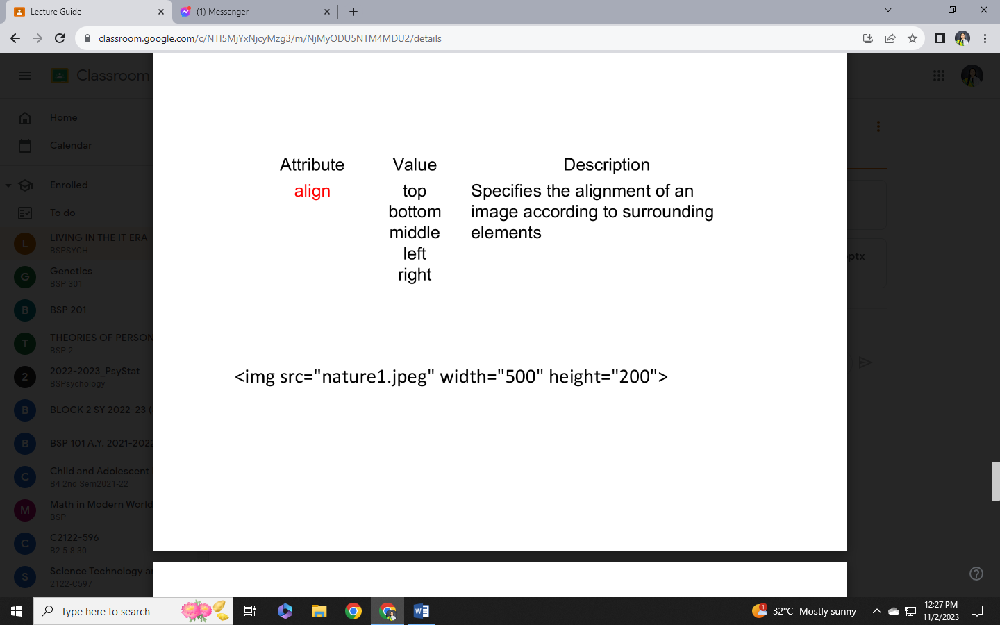 Lecture Guide
(1) Messenger
classroom.google.com/c/NTI5MjYxNjcyMzg3/m/NjMyODU5NTM4MDU2/details
Classroom
Home
Calendar
Enrolled
To do
L
LIVING IN THE IT ERA
BSPSYCH
G
Genetics
BSP 301
B
BSP 201
T
THEORIES OF PERSON
BSP 2
2
2022-2023_PsyStat
BSPsychology
B
BLOCK 2 SY 2022-23 (
B
BSP 101 A.Y. 2021-2022
C
Child and Adolescent
B4 2nd Sem2021-22
M
Math in Modern World
BSP
C
C2122-596
B2 5-8:30
S
Science Technology a
2122-C597
Attribute Value Description
align top Specifies the alignment of an
bottom image according to surrounding
middle elements
left
right
<img src="nature1.jpeg" width="500" height="200">
ptx
Type here to search
1
32°C Mostly sunny
12:27 PM
11/2/2023